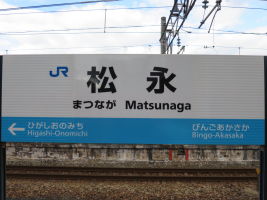 JR 松永
まつなが Matsunaga
ひがしおのみち びんごあかさか
Higashi-Onomichi Bingo-Akasaka